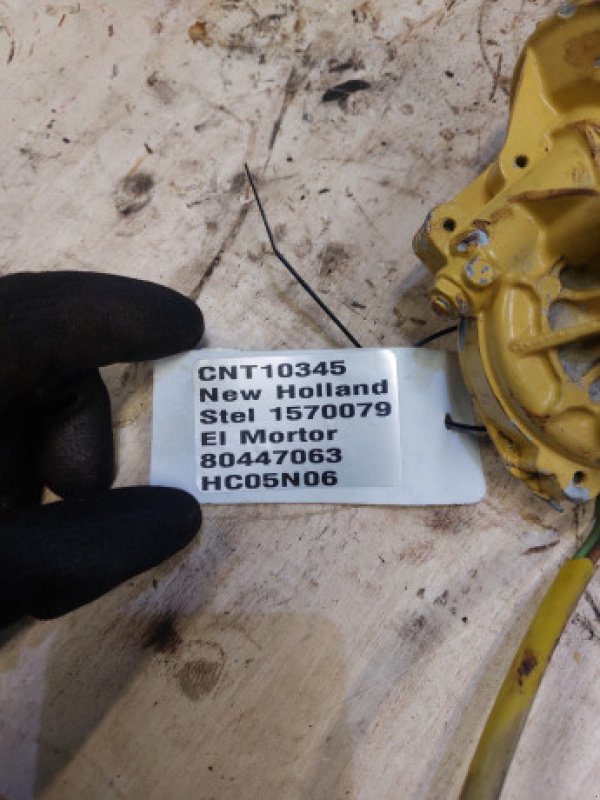 CNT10345
New Holland
Stel 1570079
El Mortor
80447063
HC05N06